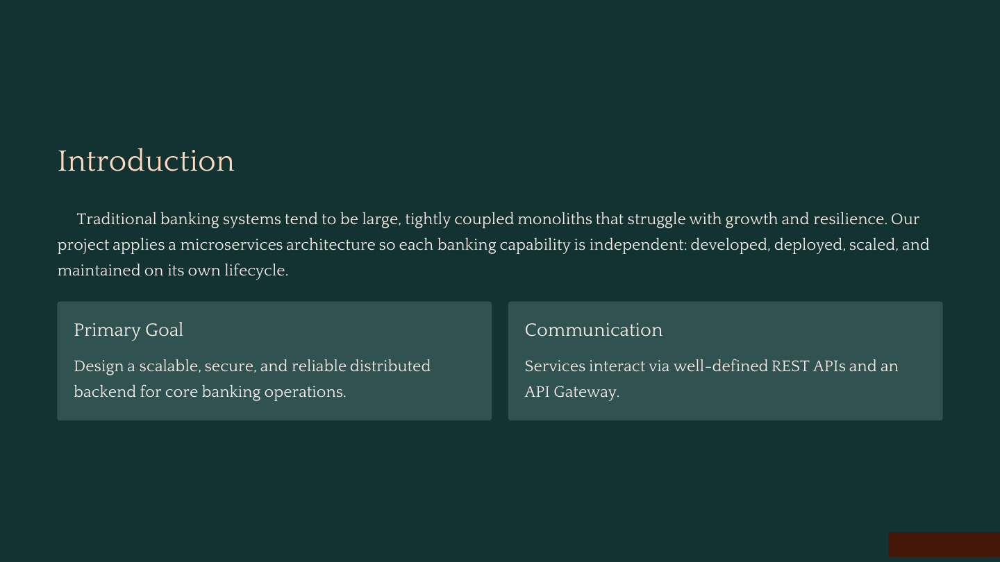 Introduction
Traditional banking systems tend to be large, tightly coupled monoliths that struggle with growth and resilience. Our
project applies a microservices architecture so each banking capability is independent: developed, deployed, scaled, and
maintained on its own lifecycle.
Primary Goal
Design a scalable, secure, and reliable distributed
backend for core banking operations.
Communication
Services interact via well-defined REST APIs and an
API Gateway.